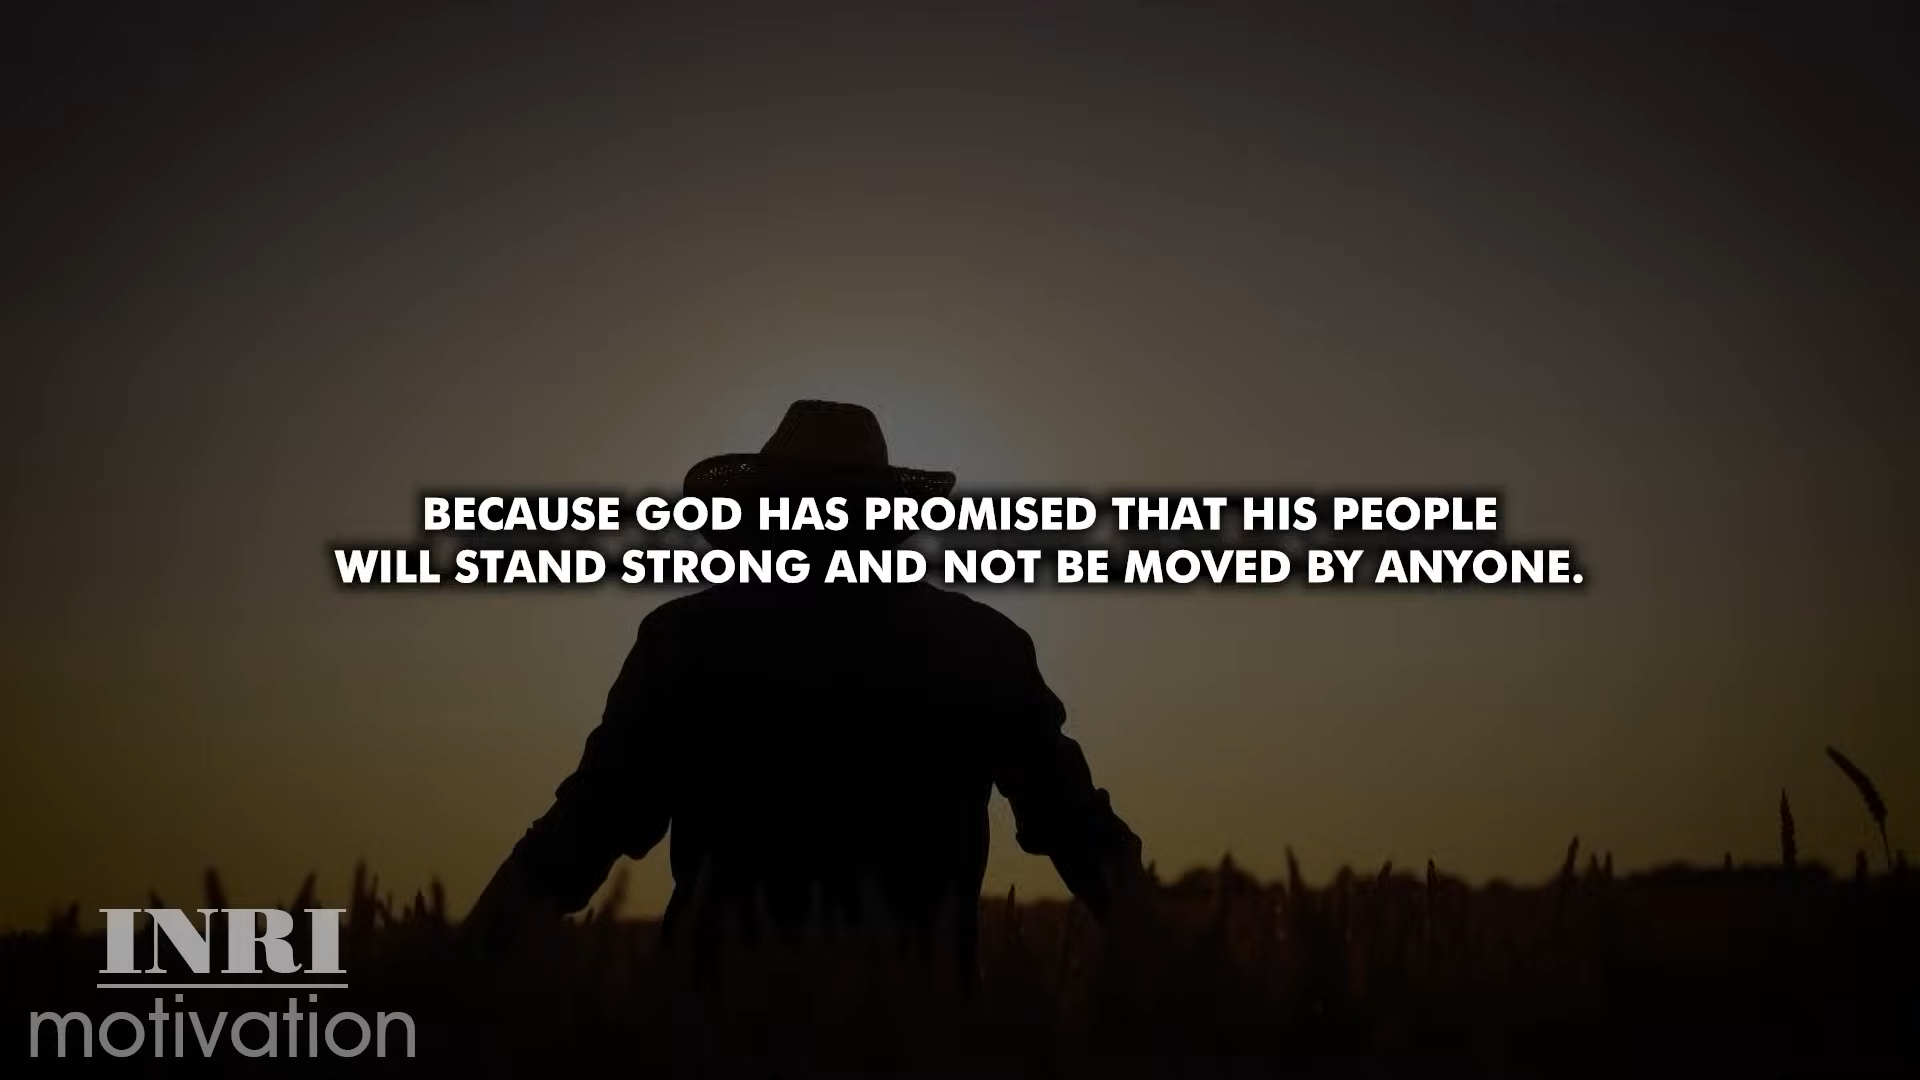 BECAUSE GOD HAS PROMISED THAT HIS PEOPLE
WILL STAND STRONG AND NOT BE MOVED BY ANYONE.
INRI
motivation